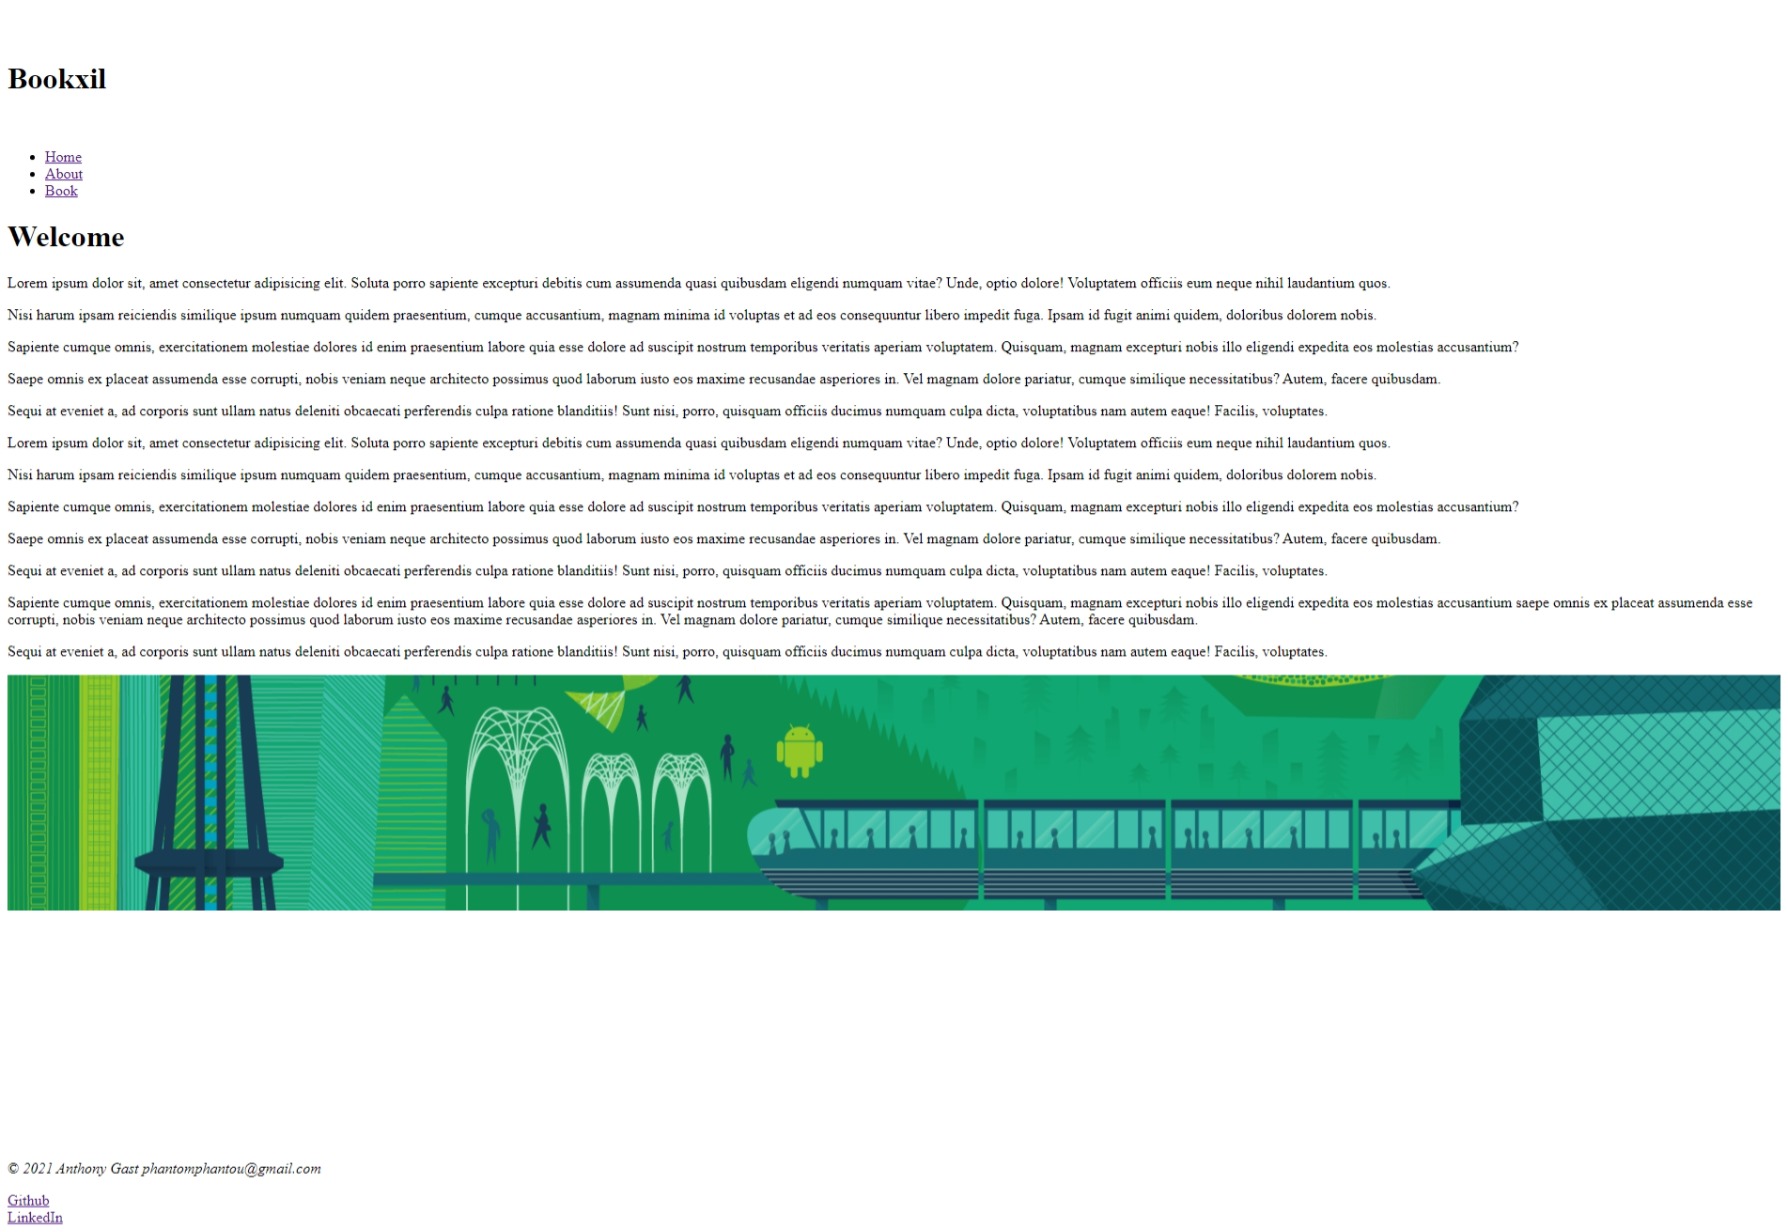 Bookxil
Home
About
Book
Welcome
Lorem ipsum dolor sit, amet consectetur adipisicing elit. Soluta porro sapiente excepturi debitis cum assumenda quasi quibusdam eligendi numquam vitae? Unde, optio dolore! Voluptatem officiis eum neque nihil laudantium quos.
Nisi harum ipsam reiciendis similique ipsum numquam quidem praesentium, cumque accusantium, magnam minima id voluptas et ad eos consequuntur libero impedit fuga. Ipsam id fugit animi quidem, doloribus dolorem nobis.
Sapiente cumque omnis, exercitationem molestiae dolores id enim praesentium labore quia esse dolore ad suscipit nostrum temporibus veritatis aperiam voluptatem. Quisquam, magnam excepturi nobis illo eligendi expedita eos molestias accusantium?
Saepe omnis ex placeat assumenda esse corrupti, nobis veniam neque architecto possimus quod laborum iusto eos maxime recusandae asperiores in. Vel magnam dolore pariatur, cumque similique necessitatibus? Autem, facere quibusdam.
Sequi at eveniet a, ad corporis sunt ullam natus deleniti obcaecati perferendis culpa ratione blanditiis! Sunt nisi, porro, quisquam officiis ducimus numquam culpa dicta, voluptatibus nam autem eaque! Facilis, voluptates.
Lorem ipsum dolor sit, amet consectetur adipisicing elit. Soluta porro sapiente excepturi debitis cum assumenda quasi quibusdam eligendi numquam vitae? Unde, optio dolore! Voluptatem officiis eum neque nihil laudantium quos.
Nisi harum ipsam reiciendis similique ipsum numquam quidem praesentium, cumque accusantium, magnam minima id voluptas et ad eos consequuntur libero impedit fuga. Ipsam id fugit animi quidem, doloribus dolorem nobis.
Sapiente cumque omnis, exercitationem molestiae dolores id enim praesentium labore quia esse dolore ad suscipit nostrum temporibus veritatis aperiam voluptatem. Quisquam, magnam excepturi nobis illo eligendi expedita eos molestias accusantium?
Saepe omnis ex placeat assumenda esse corrupti, nobis veniam neque architecto possimus quod laborum iusto eos maxime recusandae asperiores in. Vel magnam dolore pariatur, cumque similique necessitatibus? Autem, facere quibusdam.
Sequi at eveniet a, ad corporis sunt ullam natus deleniti obcaecati perferendis culpa ratione blanditiis! Sunt nisi, porro, quisquam officiis ducimus numquam culpa dicta, voluptatibus nam autem eaque! Facilis, voluptates.
Sapiente cumque omnis, exercitationem molestiae dolores id enim praesentium labore quia esse dolore ad suscipit nostrum temporibus veritatis aperiam voluptatem. Quisquam, magnam excepturi nobis illo eligendi expedita eos molestias accusantium saepe omnis ex placeat assumenda esse
corrupti, nobis veniam neque architecto possimus quod laborum iusto eos maxime recusandae asperiores in. Vel magnam dolore pariatur, cumque similique necessitatibus? Autem, facere quibusdam.
Sequi at eveniet a, ad corporis sunt ullam natus deleniti obcaecati perferendis culpa ratione blanditiis! Sunt nisi, porro, quisquam officiis ducimus numquam culpa dicta, voluptatibus nam autem eaque! Facilis, voluptates.
© 2021 Anthony Gast phantomphantou@gmail.com
Github
LinkedIn